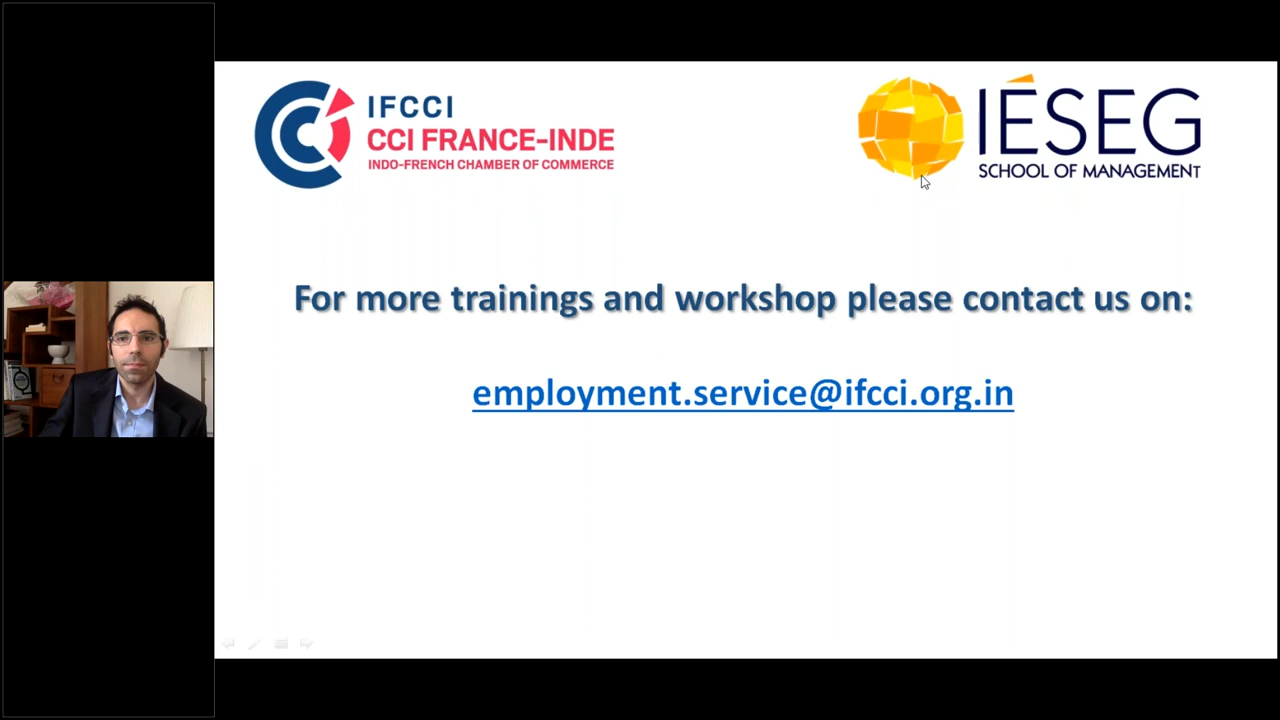 IFCCI
CCI FRANCE-INDE
INDO-FRENCH CHAMBER OF COMMERCE
IÉSEG
SCHOOL OF MANAGEMENT
For more trainings and workshop please contact us on:
employment.service@ifcci.org.in